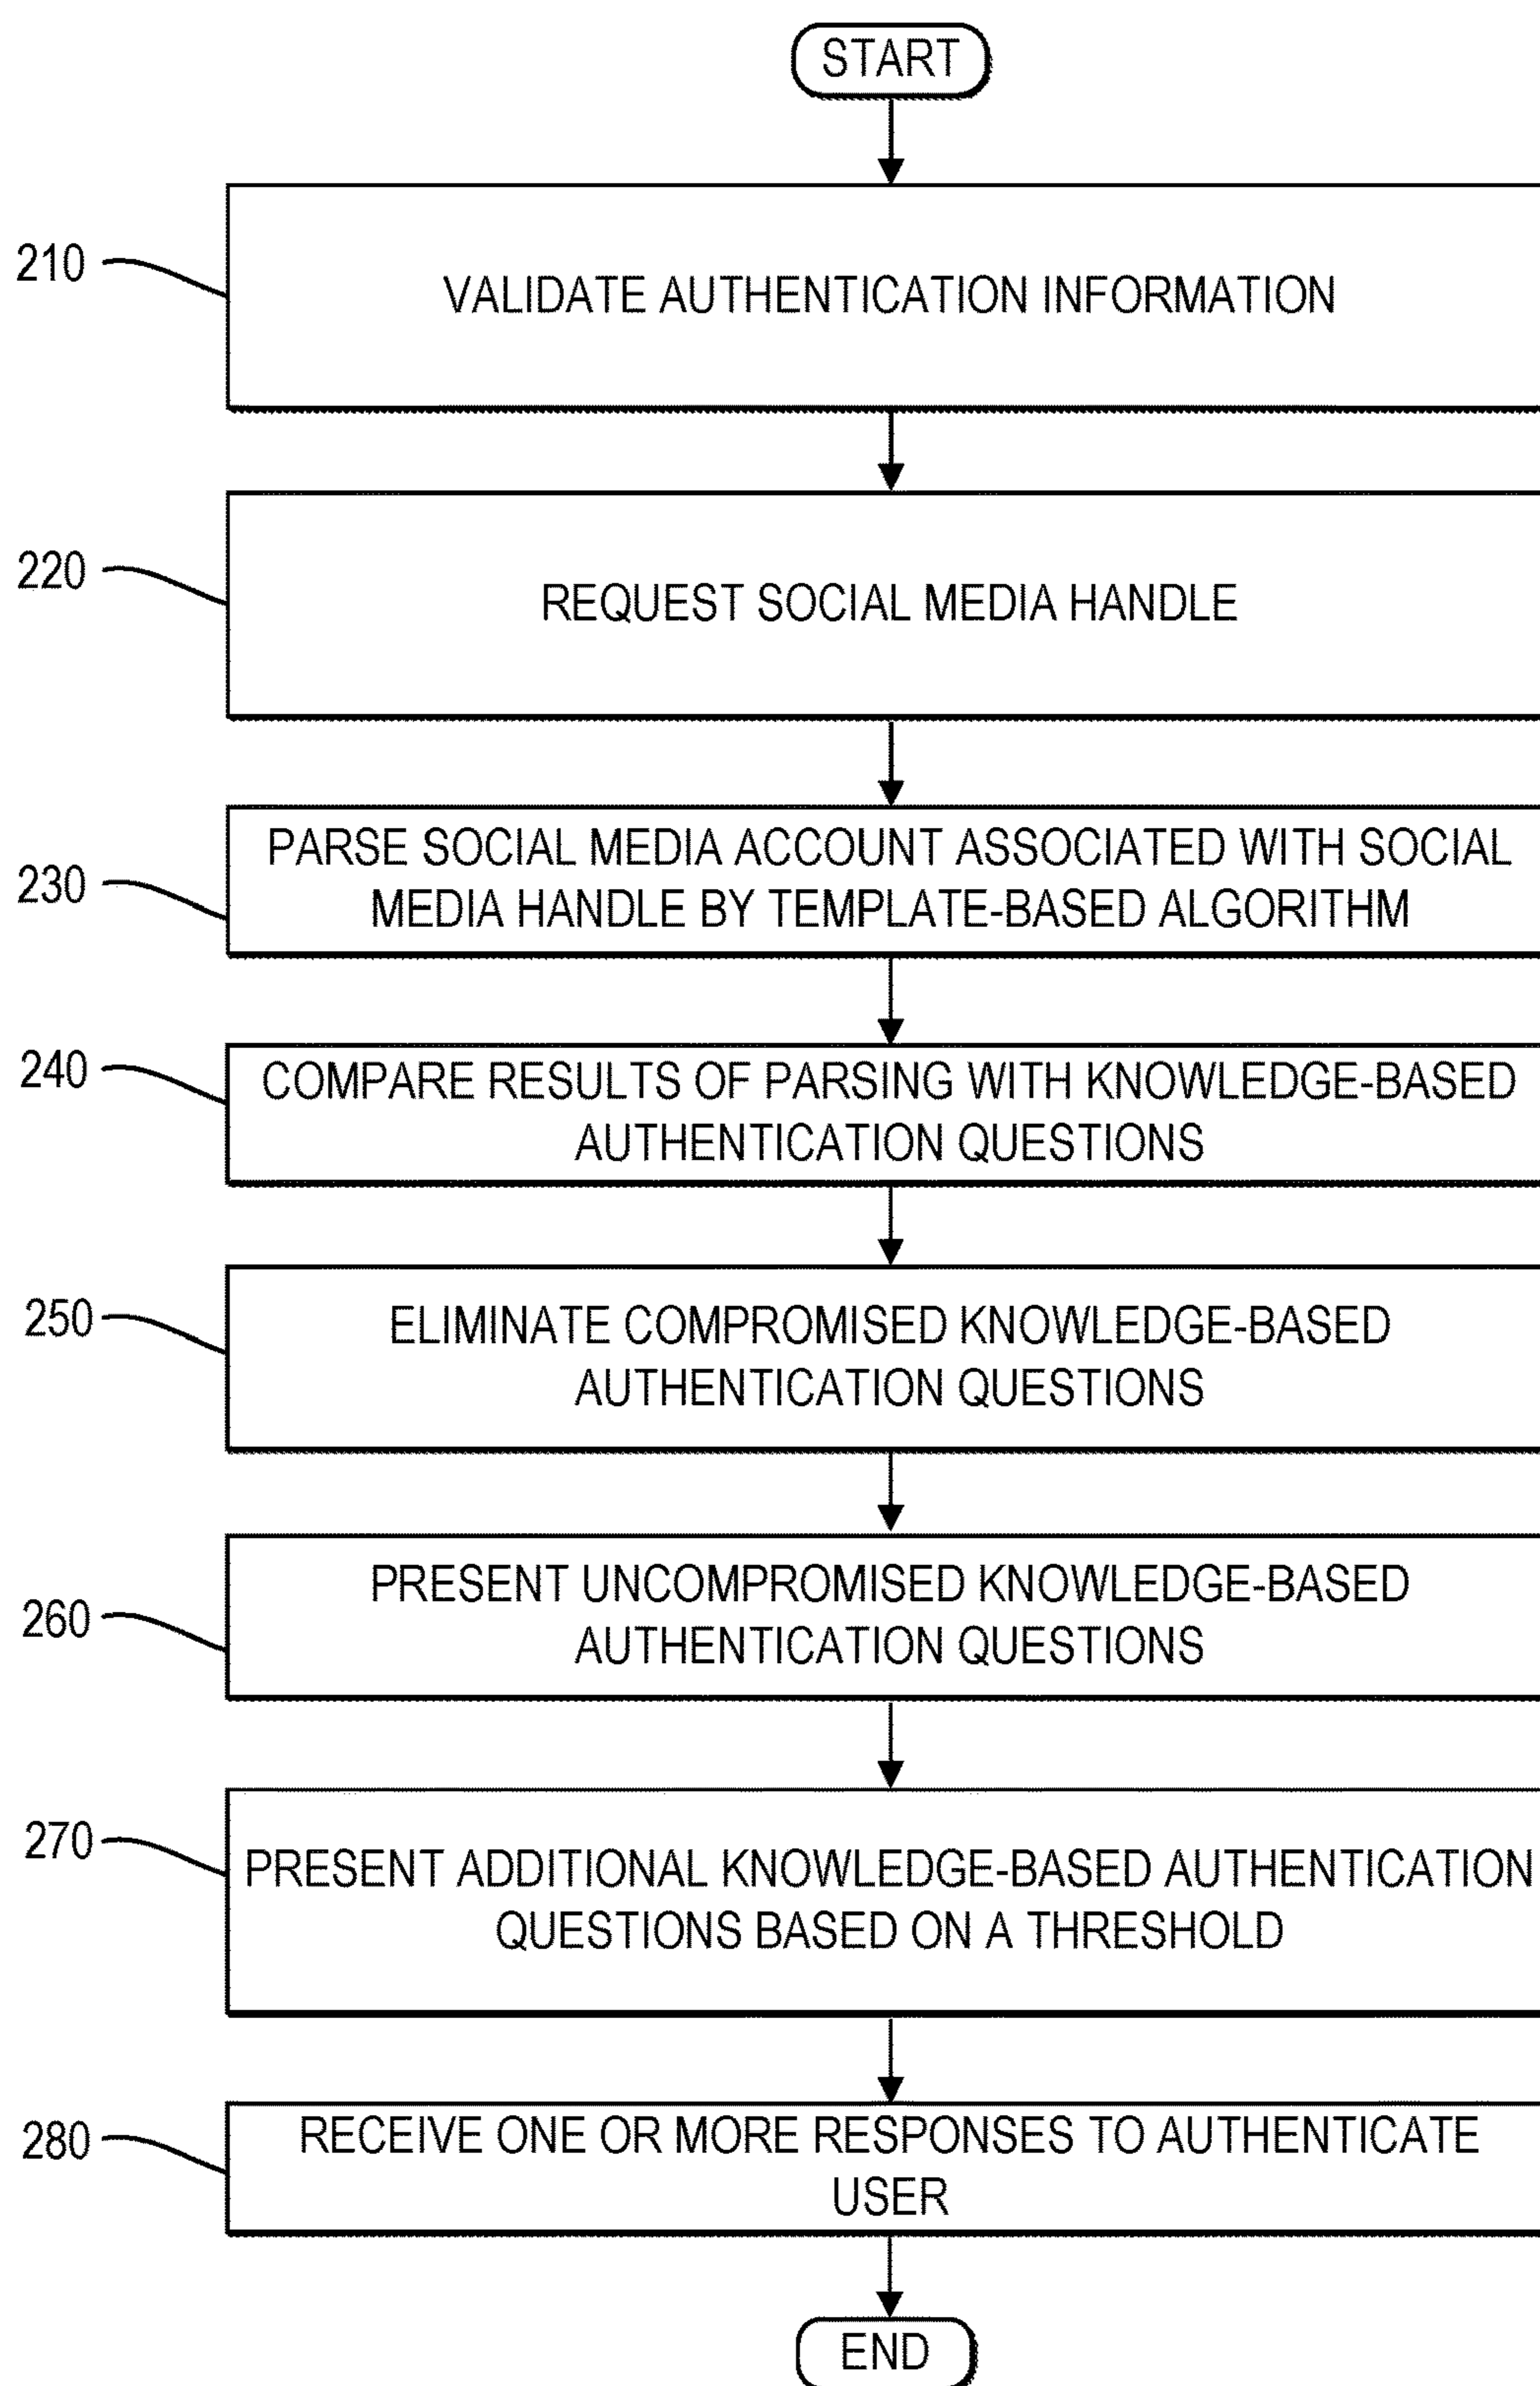 START
210
VALIDATE AUTHENTICATION INFORMATION
220
REQUEST SOCIAL MEDIA HANDLE
230
PARSE SOCIAL MEDIA ACCOUNT ASSOCIATED WITH SOCIAL
MEDIA HANDLE BY TEMPLATE-BASED ALGORITHM
240
COMPARE RESULTS OF PARSING WITH KNOWLEDGE-BASED
AUTHENTICATION QUESTIONS
250
ELIMINATE COMPROMISED KNOWLEDGE-BASED
AUTHENTICATION QUESTIONS
260
PRESENT UNCOMPROMISED KNOWLEDGE-BASED
AUTHENTICATION QUESTIONS
270
PRESENT ADDITIONAL KNOWLEDGE-BASED AUTHENTICATION
QUESTIONS BASED ON A THRESHOLD
280
RECEIVE ONE OR MORE RESPONSES TO AUTHENTICATE
USER
END